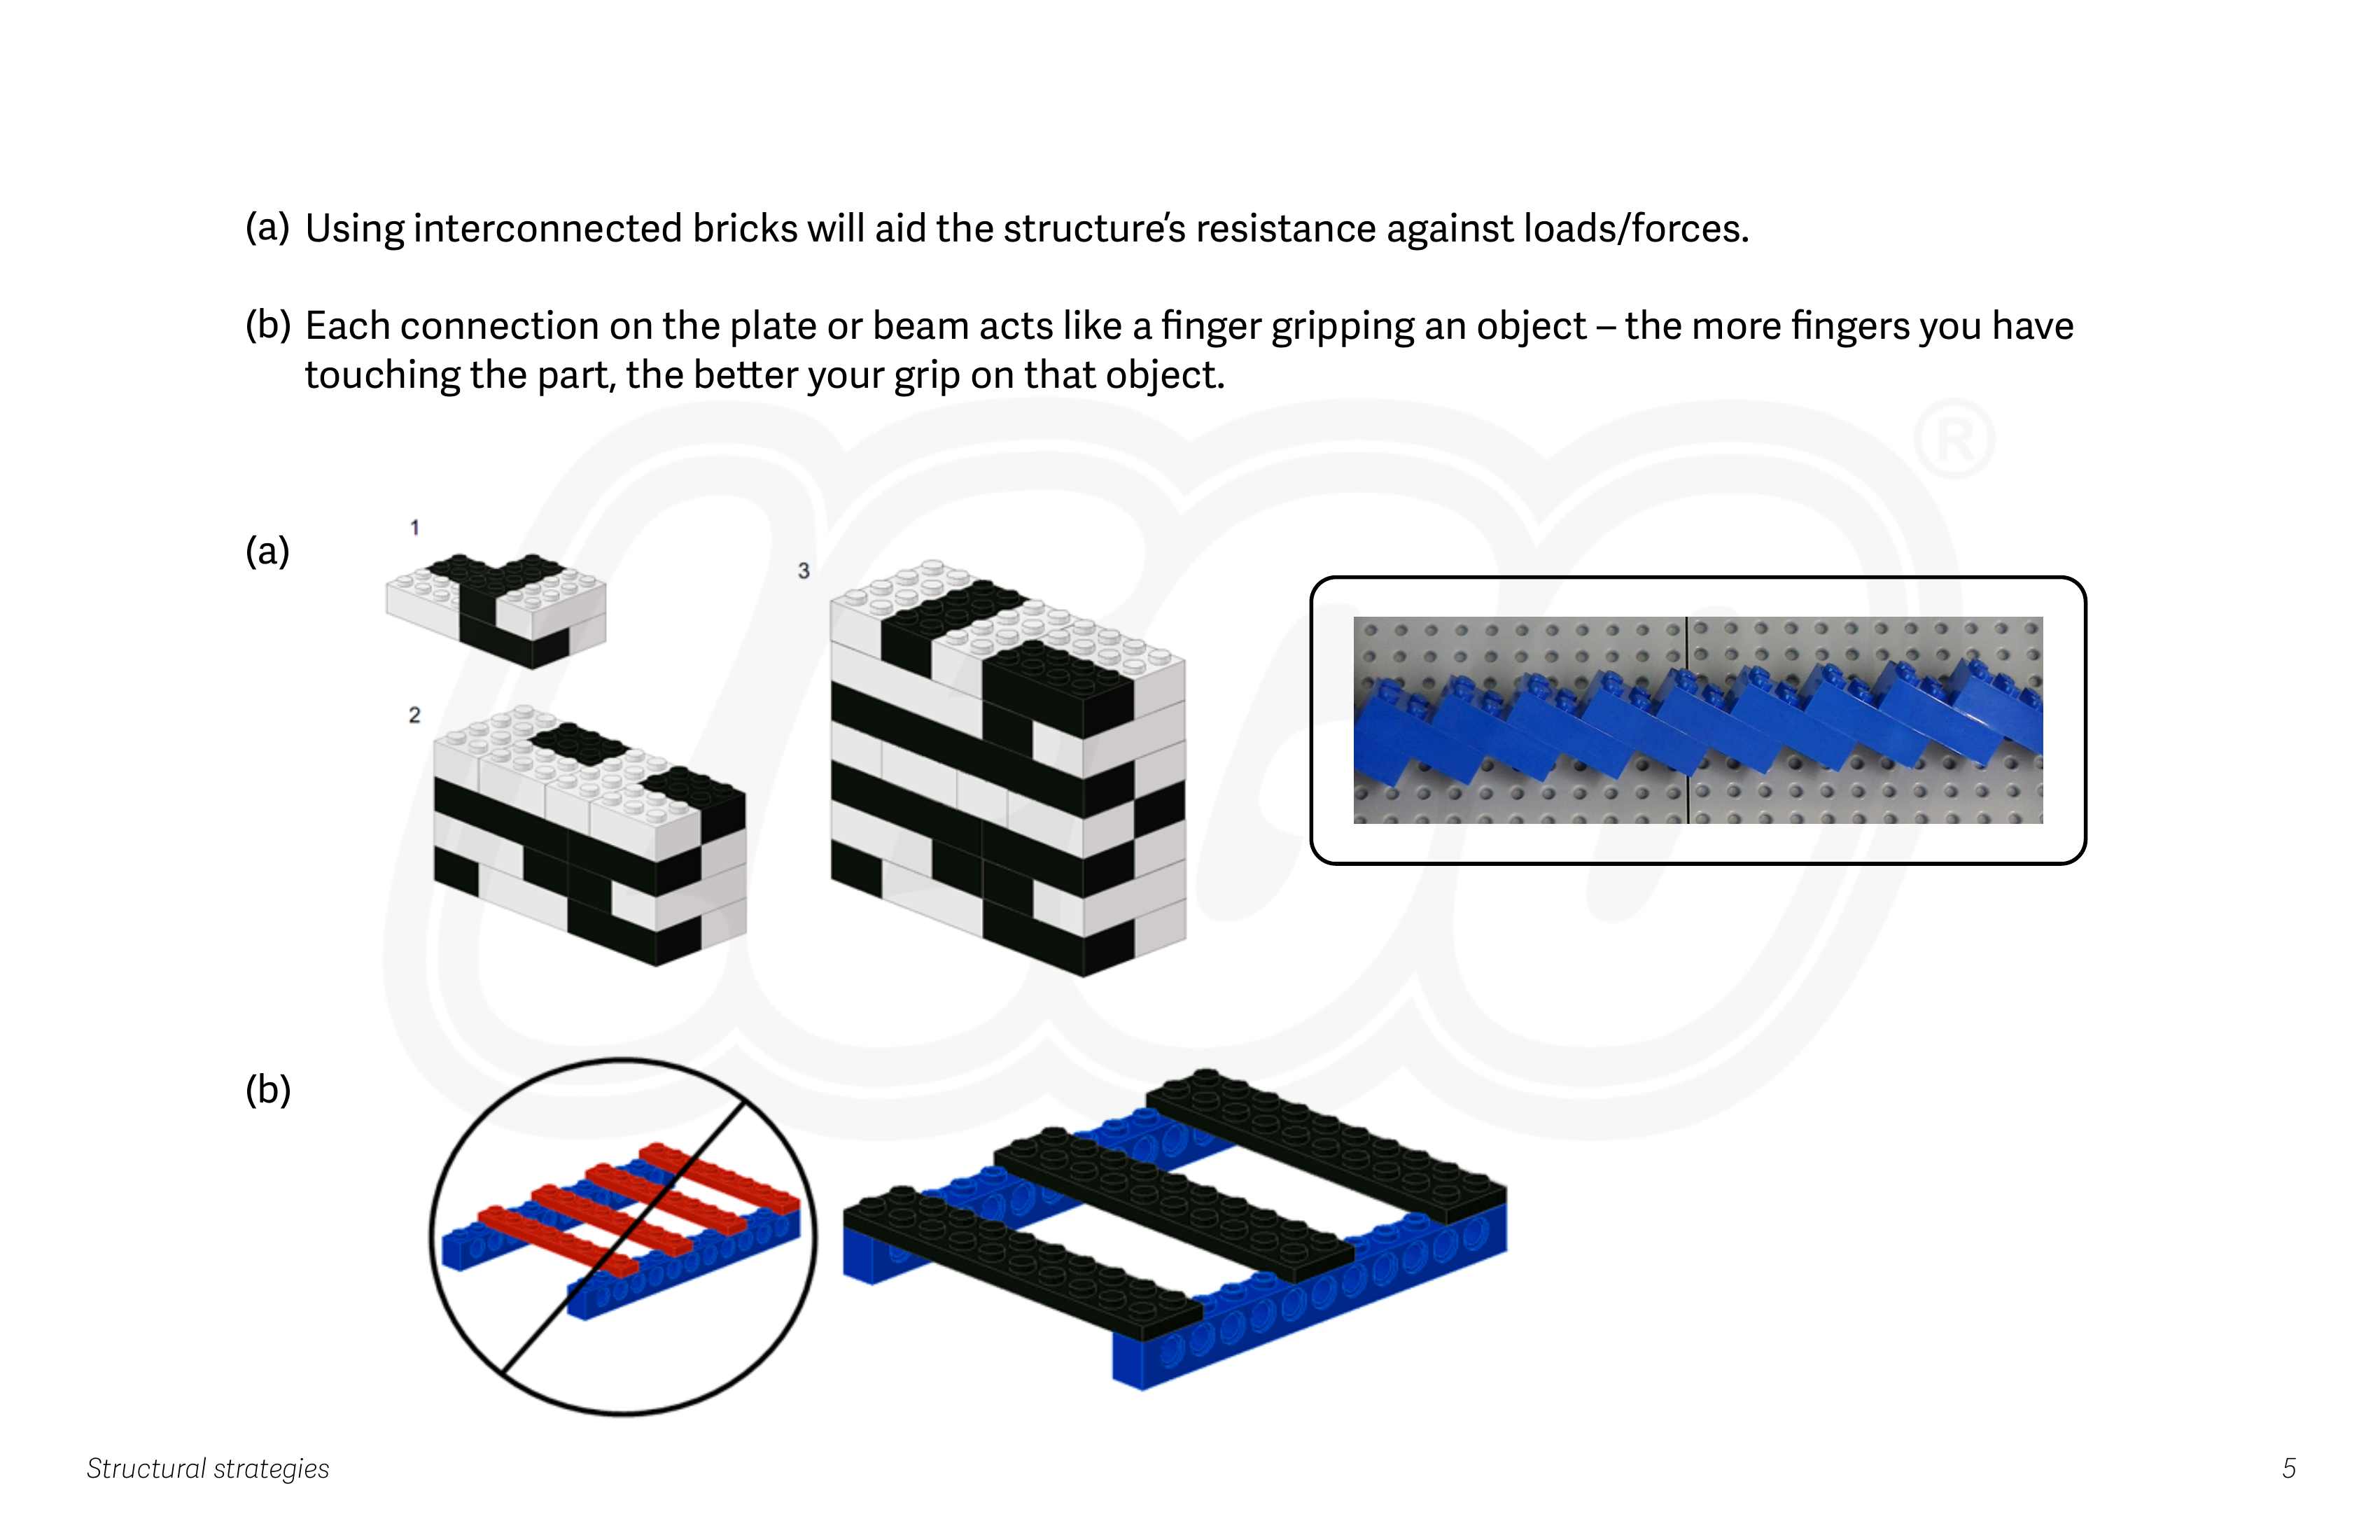 (a) Using interconnected bricks will aid the structure’s resistance against loads/forces.
(b) Each connection on the plate or beam acts like a finger gripping an object – the more fingers you have
touching the part, the better your grip on that object.
®
(a)
1
2
3
(b)
Structural strategies
5